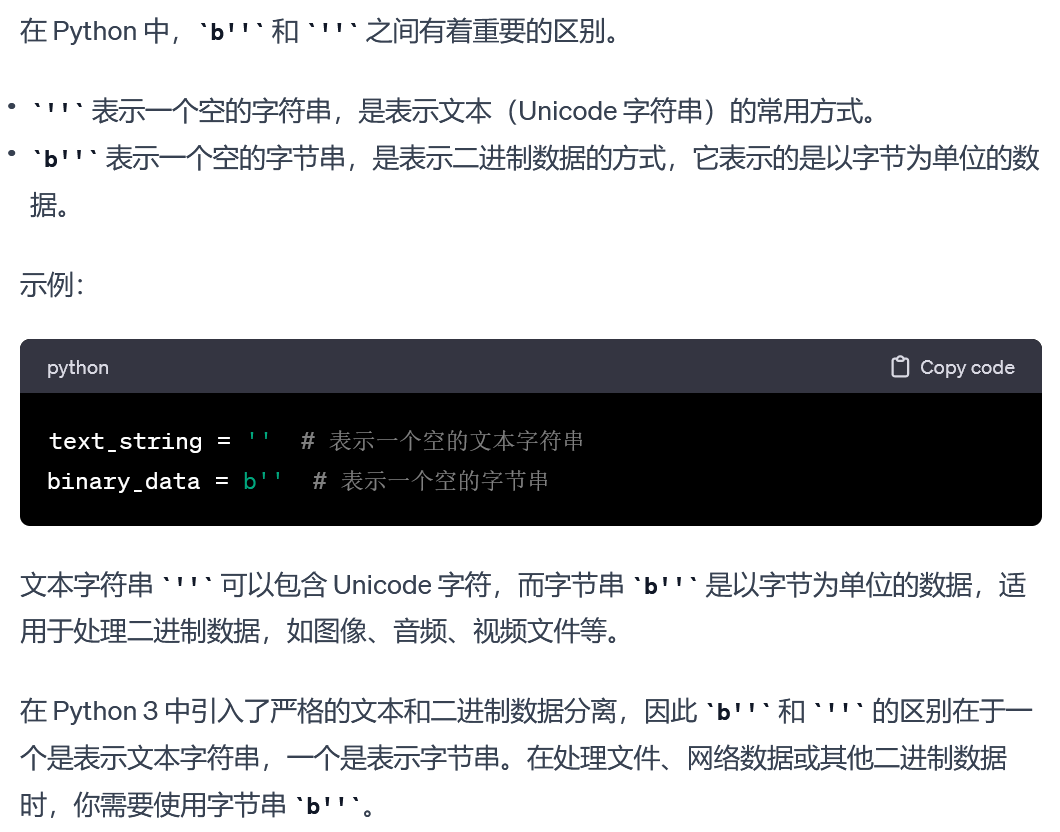 在 Python 中，`b''` 和 `''` 之间有着重要的区别。
• `''` 表示一个空的字符串，是表示文本（Unicode 字符串）的常用方式。
• `b''` 表示一个空的字节串，是表示二进制数据的方式，它表示的是以字节为单位的数
据。
示例：
python Copy code
text_string = ''  # 表示一个空的文本字符串
binary_data = b''  # 表示一个空的字节串
文本字符串 `''` 可以包含 Unicode 字符，而字节串 `b''` 是以字节为单位的数据，适
用于处理二进制数据，如图像、音频、视频文件等。
在 Python 3 中引入了严格的文本和二进制数据分离，因此 `b''` 和 `''` 的区别在于一
个是表示文本字符串，一个是表示字节串。在处理文件、网络数据或其他二进制数据
时，你需要使用字节串 `b''`。